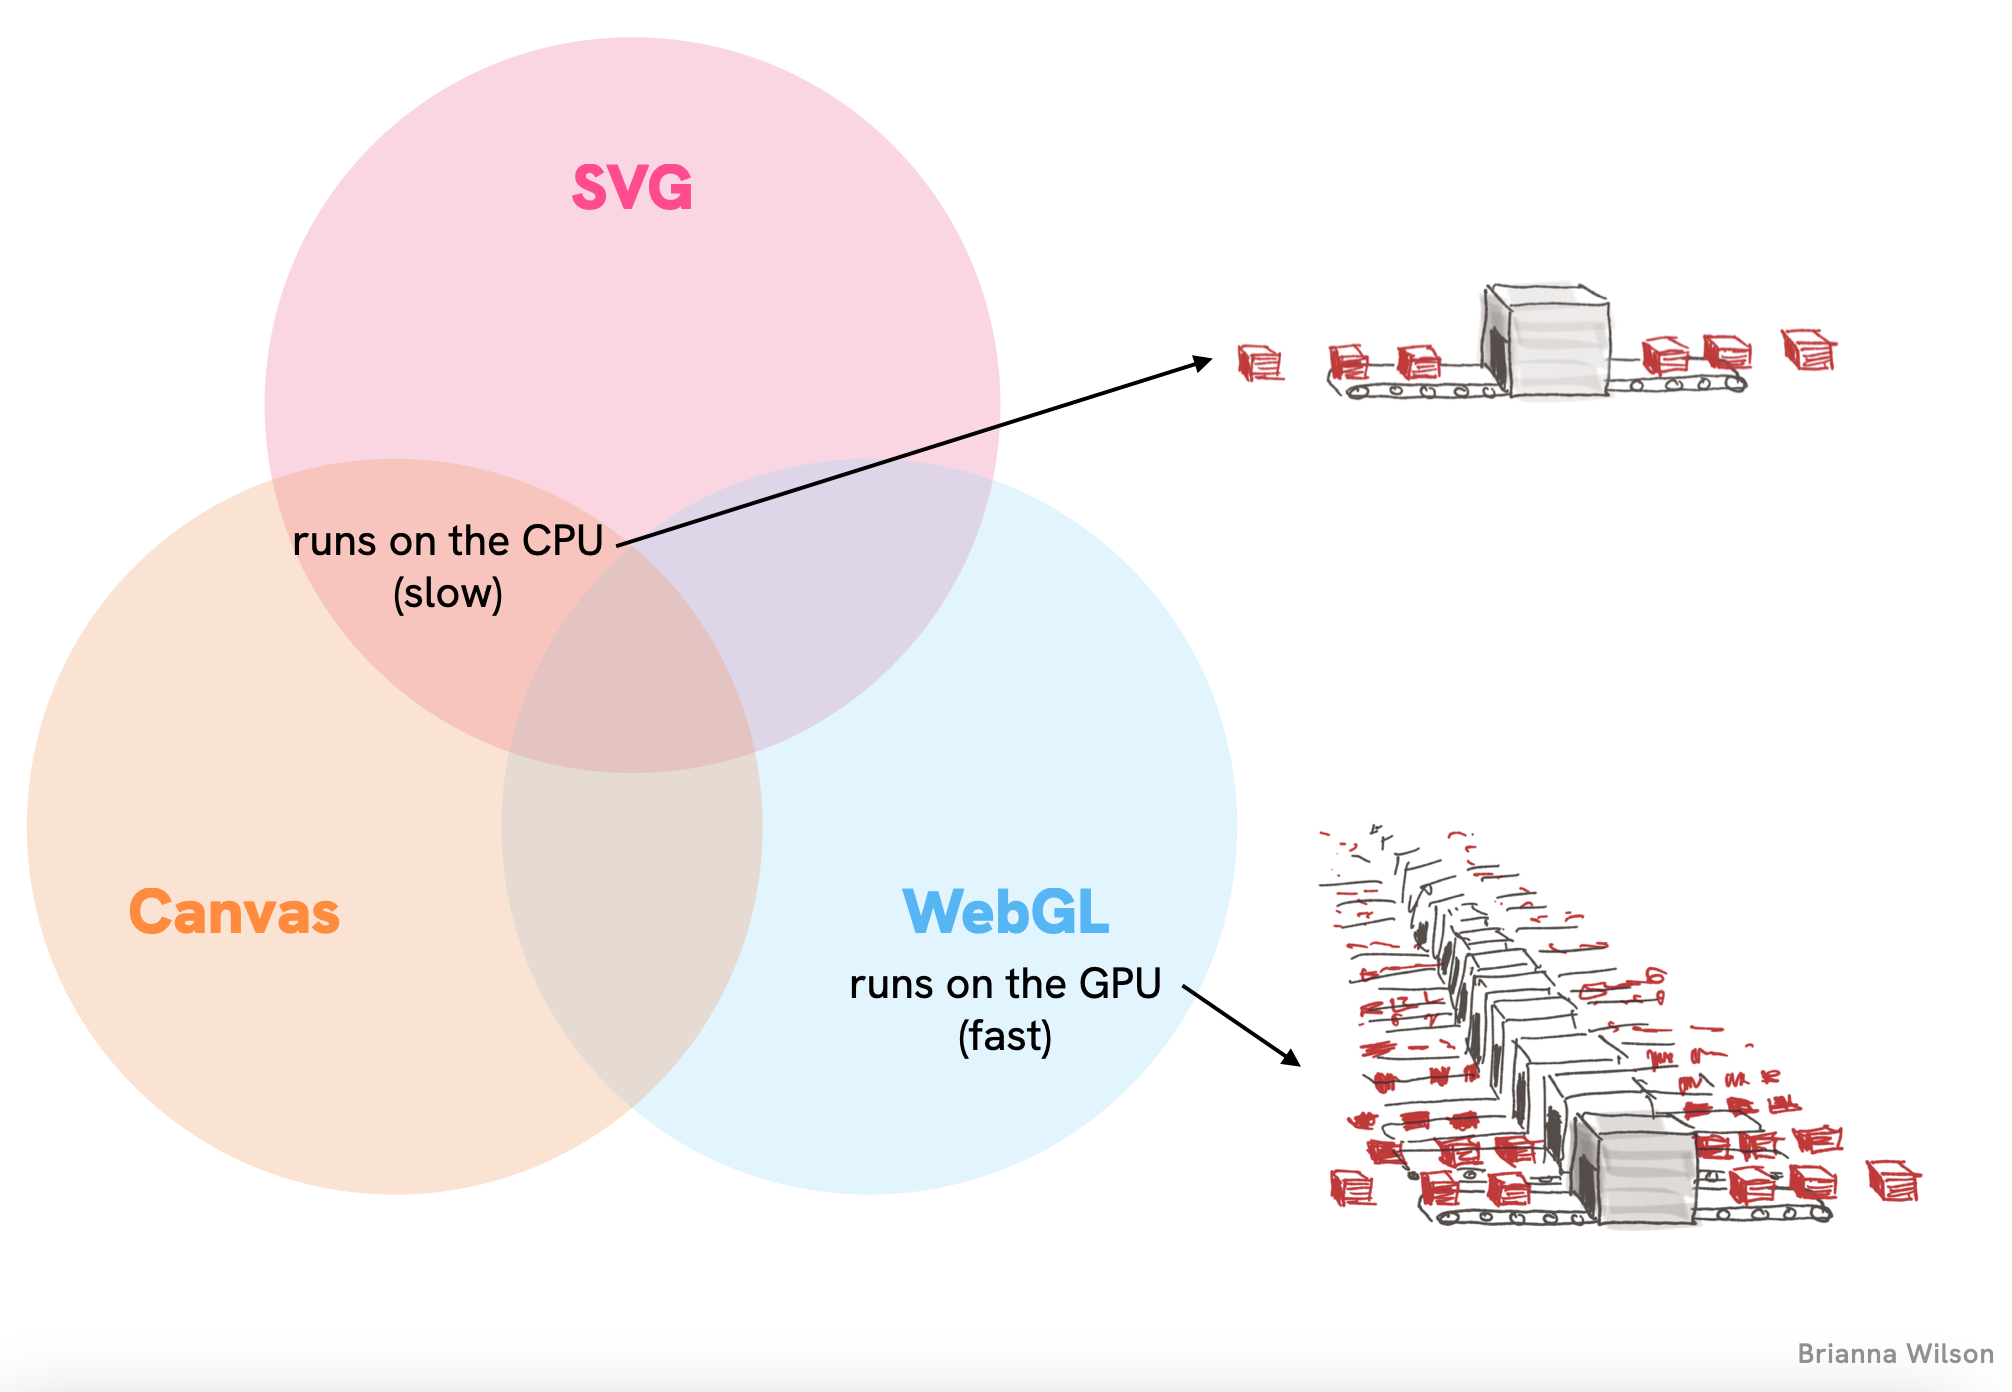 SVG
runs on the CPU
(slow)
Canvas
WebGL
runs on the GPU
(fast)
Brianna Wilson